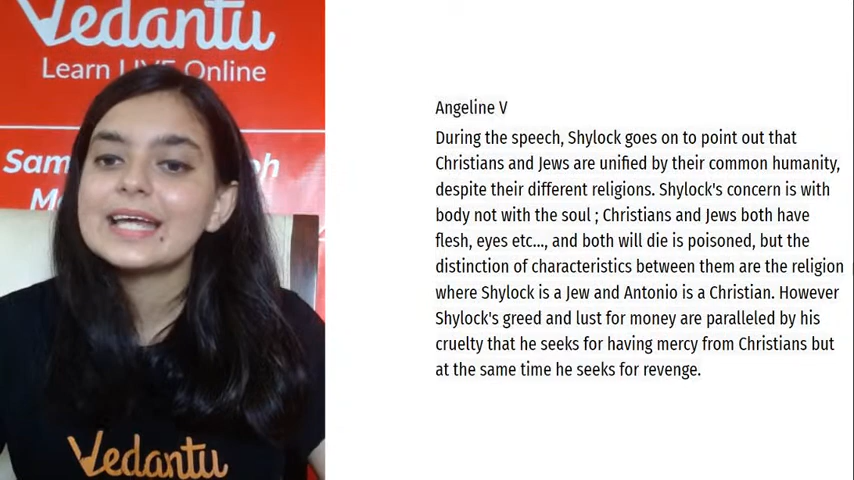 Vedantu
Learn LIVE Online
Angeline V
During the speech, Shylock goes on to point out that
Christians and Jews are unified by their common humanity,
despite their different religions. Shylock's concern is with
body not with the soul ; Christians and Jews both have
flesh, eyes etc..., and both will die is poisoned, but the
distinction of characteristics between them are the religion
where Shylock is a Jew and Antonio is a Christian. However
Shylock's greed and lust for money are paralleled by his
cruelty that he seeks for having mercy from Christians but
at the same time he seeks for revenge.
Vedantu